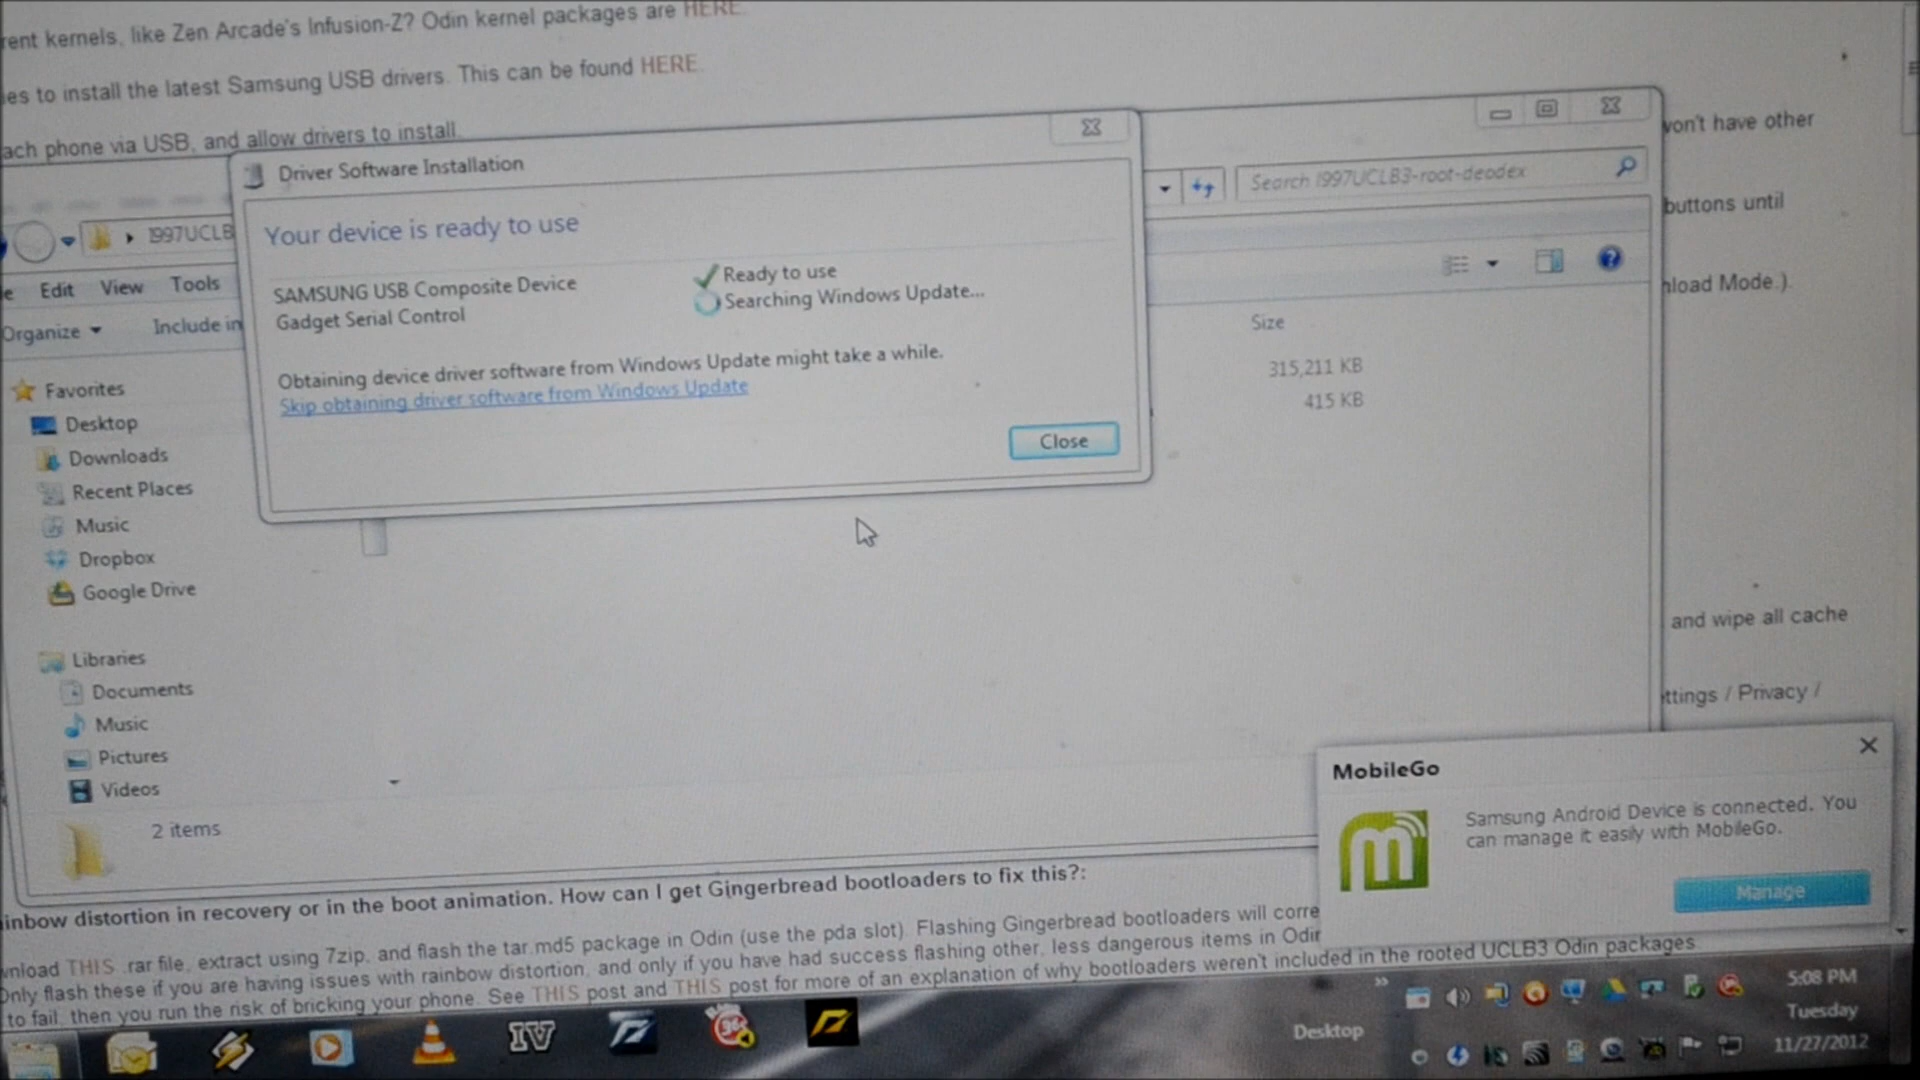 rent kernels, like Zen Arcade's Infusion-Z? Odin kernel packages are HERE.
ies to install the latest Samsung USB drivers. This can be found HERE.
ach phone via USB, and allow drivers to install.
won't have other
buttons until
nload Mode.).
and wipe all cache
ettings / Privacy /
Driver Software Installation
Your device is ready to use
SAMSUNG USB Composite Device
Ready to use
Gadget Serial Control
Searching Windows Update...
Obtaining device driver software from Windows Update might take a while.
Skip obtaining driver software from Windows Update
Close
I997UCLB
Search I997UCLB3-root-deodex
e Edit View Tools
Organize
Include in
Size
315,211 KB
415 KB
Favorites
Desktop
Downloads
Recent Places
Music
Dropbox
Google Drive
Libraries
Documents
Music
Pictures
Videos
2 items
MobileGo
Samsung Android Device is connected. You
can manage it easily with MobileGo.
Manage
ainbow distortion in recovery or in the boot animation. How can I get Gingerbread bootloaders to fix this?:
wnload THIS .rar file, extract using 7zip, and flash the tar.md5 package in Odin (use the pda slot). Flashing Gingerbread bootloaders will corre
Only flash these if you are having issues with rainbow distortion, and only if you have had success flashing other, less dangerous items in Odin
to fail, then you run the risk of bricking your phone. See THIS post and THIS post for more of an explanation of why bootloaders weren't included in the rooted UCLB3 Odin packages
IV
Desktop
5:08 PM
Tuesday
11/27/2012